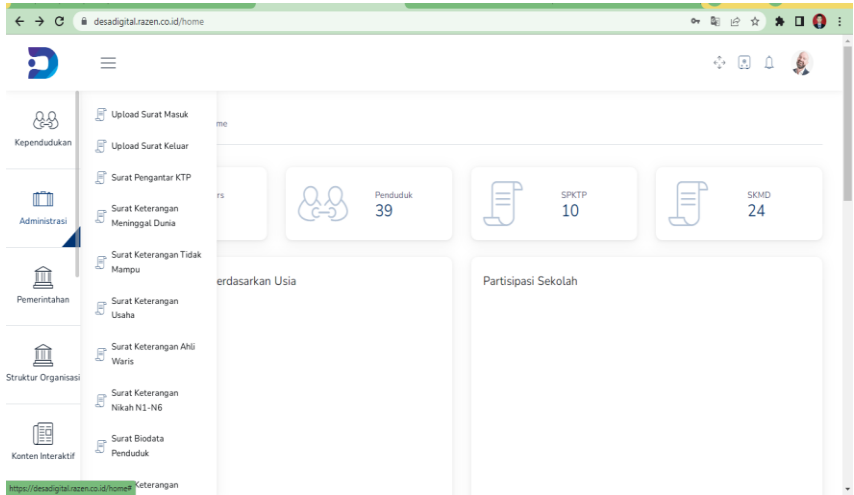 desadigital.razen.co.id/home
Kependudukan
Administrasi
Pemerintahan
Struktur Organisasi
Konten Interaktif
Upload Surat Masuk
Upload Surat Keluar
Surat Pengantar KTP
Surat Keterangan
Meninggal Dunia
Surat Keterangan Tidak
Mampu
Surat Keterangan
Usaha
Surat Keterangan Ahli
Waris
Surat Keterangan
Nikah N1-N6
Surat Biodata
Penduduk
Keterangan
me
rs
Penduduk
39
SPKTP
10
SKMD
24
erdasarkan Usia
Partisipasi Sekolah
https://desadigital.razen.co.id/home#